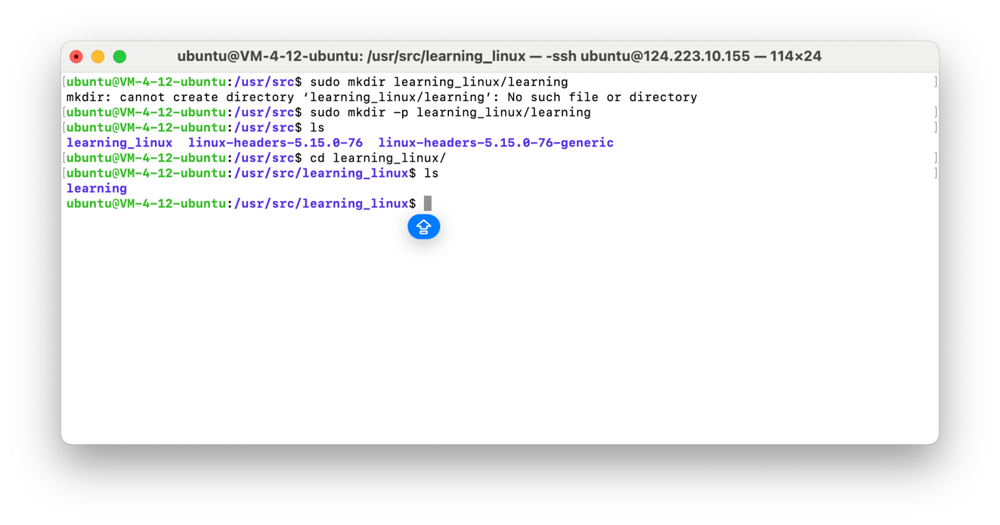 ubuntu@VM-4-12-ubuntu: /usr/src/learning_linux — -ssh ubuntu@124.223.10.155 — 114×24
[ubuntu@VM-4-12-ubuntu:/usr/src$ sudo mkdir learning_linux/learning ]
mkdir: cannot create directory ‘learning_linux/learning’: No such file or directory
[ubuntu@VM-4-12-ubuntu:/usr/src$ sudo mkdir -p learning_linux/learning ]
[ubuntu@VM-4-12-ubuntu:/usr/src$ ls ]
learning_linux  linux-headers-5.15.0-76  linux-headers-5.15.0-76-generic
[ubuntu@VM-4-12-ubuntu:/usr/src$ cd learning_linux/ ]
[ubuntu@VM-4-12-ubuntu:/usr/src/learning_linux$ ls ]
learning
ubuntu@VM-4-12-ubuntu:/usr/src/learning_linux$